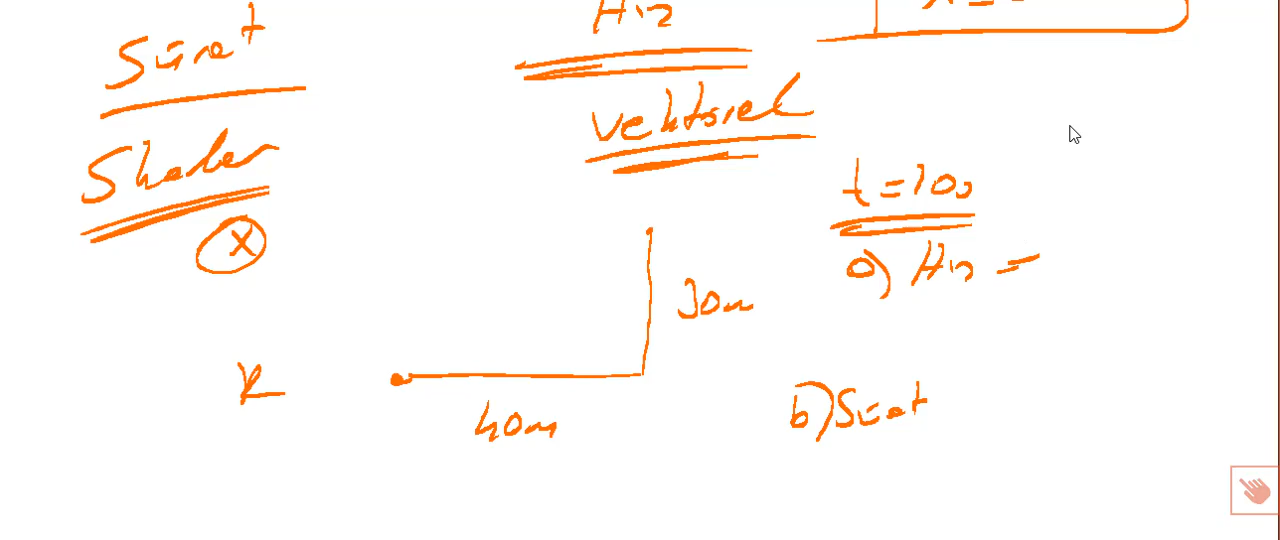 Sürat
Hız
Skaler
vektörel
X
t=10s
a) Hız =
30m
K
40m
b) Sürat